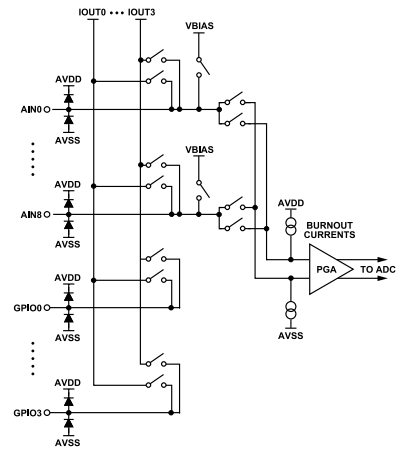 IOUT0 •••• IOUT3
VBIAS
AVDD
AIN0
AVSS
VBIAS
AVDD
AIN8
AVSS
AVDD
BURNOUT
CURRENTS
PGA
TO ADC
AVSS
AVDD
GPIO0
AVSS
AVDD
GPIO3
AVSS